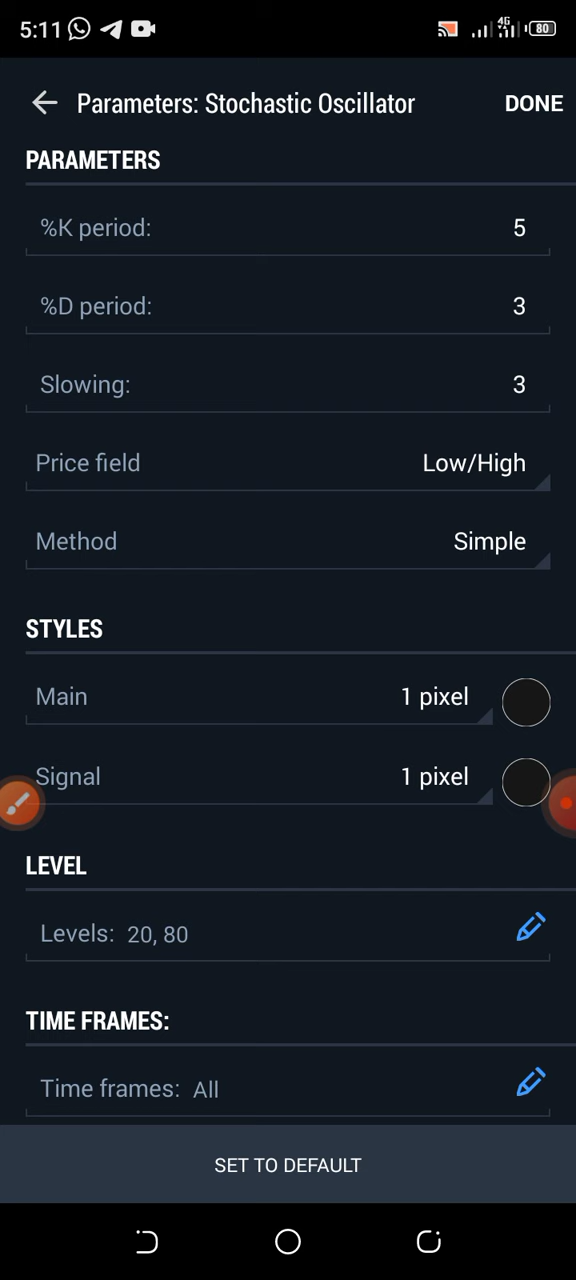 5:11 4G 80
Parameters: Stochastic Oscillator DONE
PARAMETERS
%K period: 5
%D period: 3
Slowing: 3
Price field Low/High
Method Simple
STYLES
Main 1 pixel
Signal 1 pixel
LEVEL
Levels: 20, 80
TIME FRAMES:
Time frames: All
SET TO DEFAULT